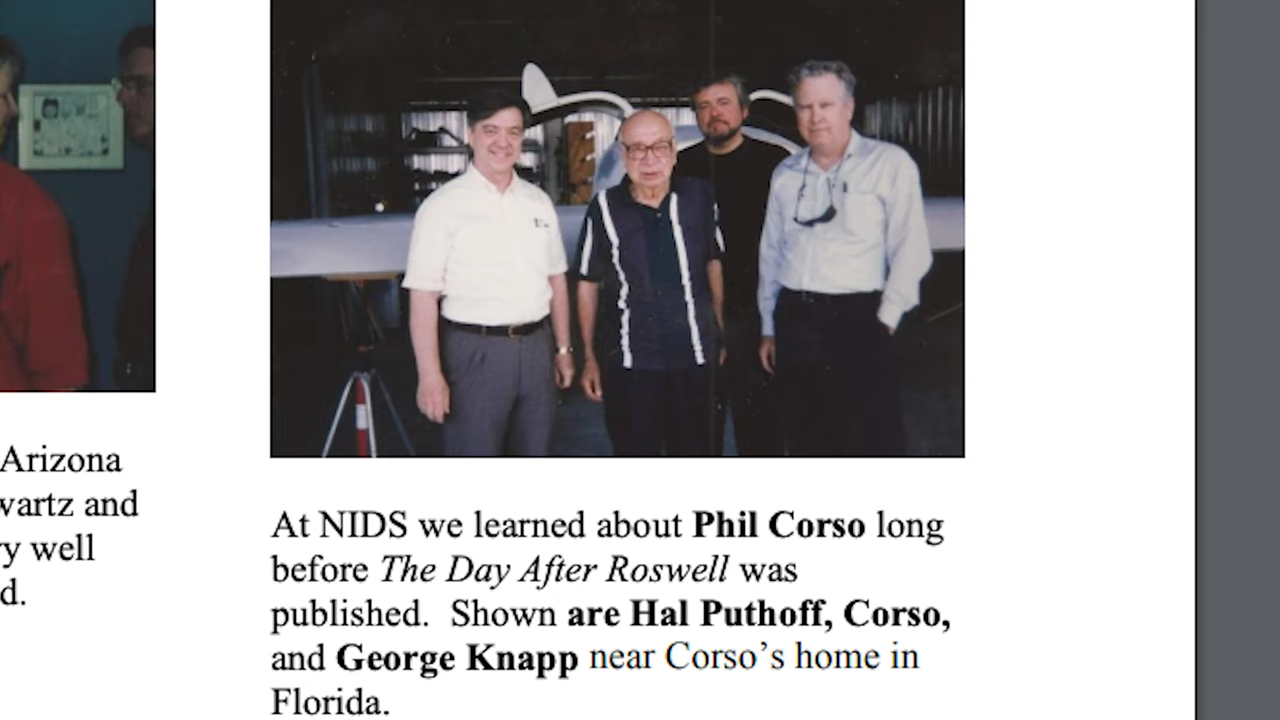 Arizona
wartz and
y well
d.
At NIDS we learned about Phil Corso long
before The Day After Roswell was
published.  Shown are Hal Puthoff, Corso,
and George Knapp near Corso’s home in
Florida.